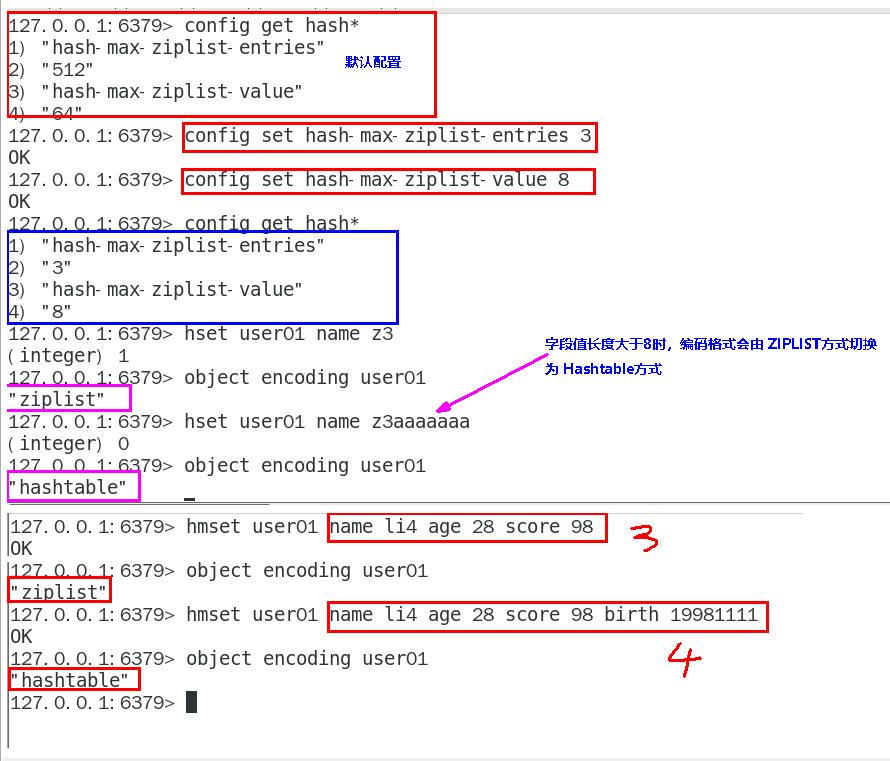 127.0.0.1:6379> config get hash*
1) "hash-max-ziplist-entries"
2) "512"
3) "hash-max-ziplist-value"
4) "64"
默认配置
127.0.0.1:6379> config set hash-max-ziplist-entries 3
OK
127.0.0.1:6379> config set hash-max-ziplist-value 8
OK
127.0.0.1:6379> config get hash*
1) "hash-max-ziplist-entries"
2) "3"
3) "hash-max-ziplist-value"
4) "8"
127.0.0.1:6379> hset user01 name z3
(integer) 1
字段值长度大于8时，编码格式会由 ZIPLIST方式切换
为 Hashtable方式
127.0.0.1:6379> object encoding user01
"ziplist"
127.0.0.1:6379> hset user01 name z3aaaaaaa
(integer) 0
127.0.0.1:6379> object encoding user01
"hashtable"
127.0.0.1:6379> hmset user01 name li4 age 28 score 98
3
OK
127.0.0.1:6379> object encoding user01
"ziplist"
127.0.0.1:6379> hmset user01 name li4 age 28 score 98 birth 19981111
OK
4
127.0.0.1:6379> object encoding user01
"hashtable"
127.0.0.1:6379>